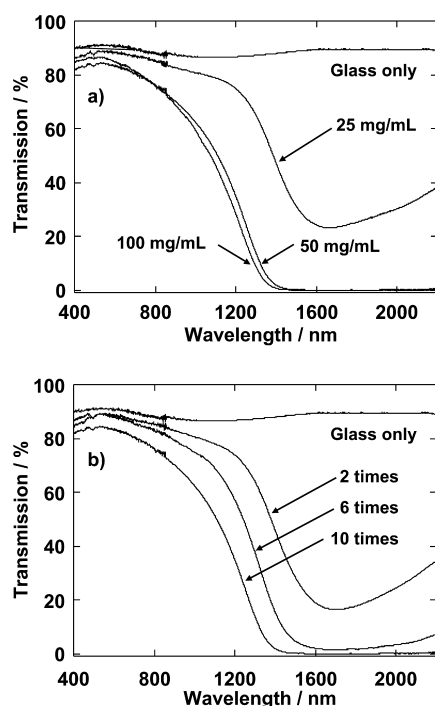 100
80
60
40
20
0
Transmission / %
a)
Glass only
25 mg/mL
100 mg/mL
50 mg/mL
400
800
1200
1600
2000
Wavelength / nm
100
80
60
40
20
0
Transmission / %
b)
Glass only
2 times
6 times
10 times
400
800
1200
1600
2000
Wavelength / nm